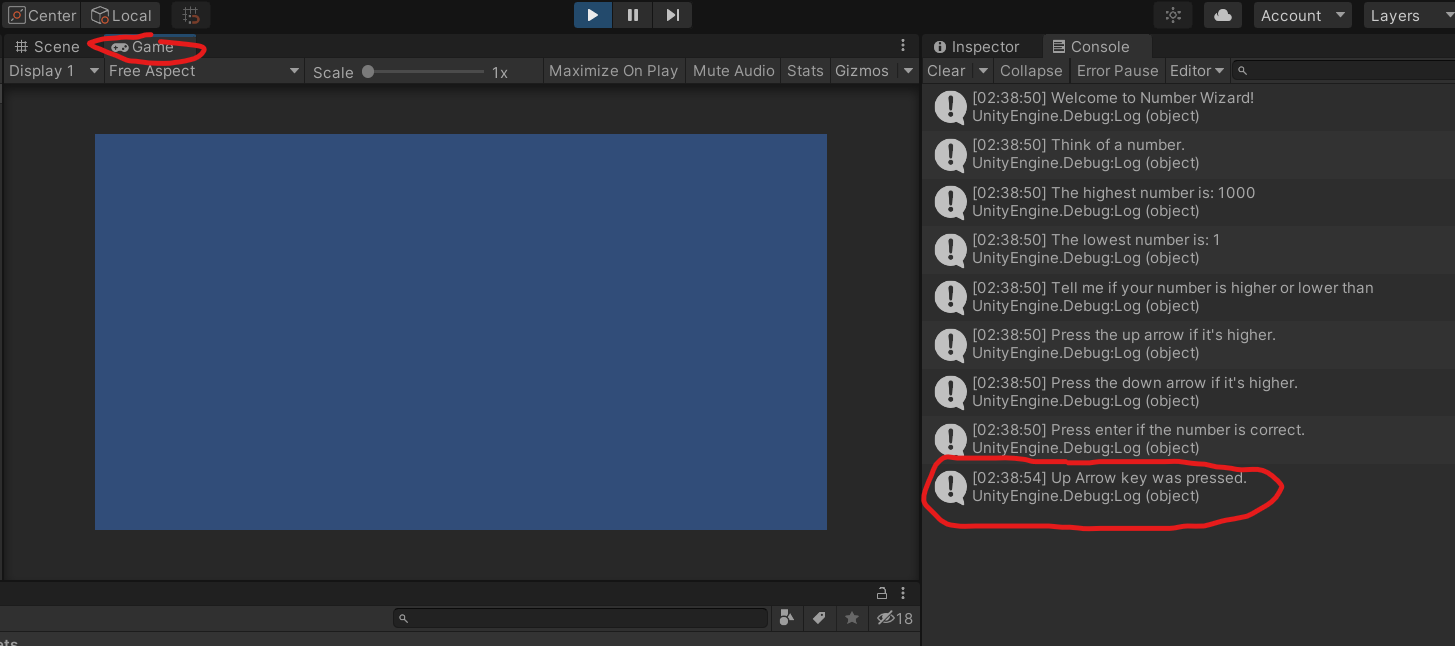 Center Local
Account Layers
Scene Game
Inspector Console
Display 1 Free Aspect Scale 1x Maximize On Play Mute Audio Stats Gizmos
Clear Collapse Error Pause Editor
[02:38:50] Welcome to Number Wizard!
UnityEngine.Debug:Log (object)
[02:38:50] Think of a number.
UnityEngine.Debug:Log (object)
[02:38:50] The highest number is: 1000
UnityEngine.Debug:Log (object)
[02:38:50] The lowest number is: 1
UnityEngine.Debug:Log (object)
[02:38:50] Tell me if your number is higher or lower than
UnityEngine.Debug:Log (object)
[02:38:50] Press the up arrow if it's higher.
UnityEngine.Debug:Log (object)
[02:38:50] Press the down arrow if it's higher.
UnityEngine.Debug:Log (object)
[02:38:50] Press enter if the number is correct.
UnityEngine.Debug:Log (object)
[02:38:54] Up Arrow key was pressed.
UnityEngine.Debug:Log (object)
18